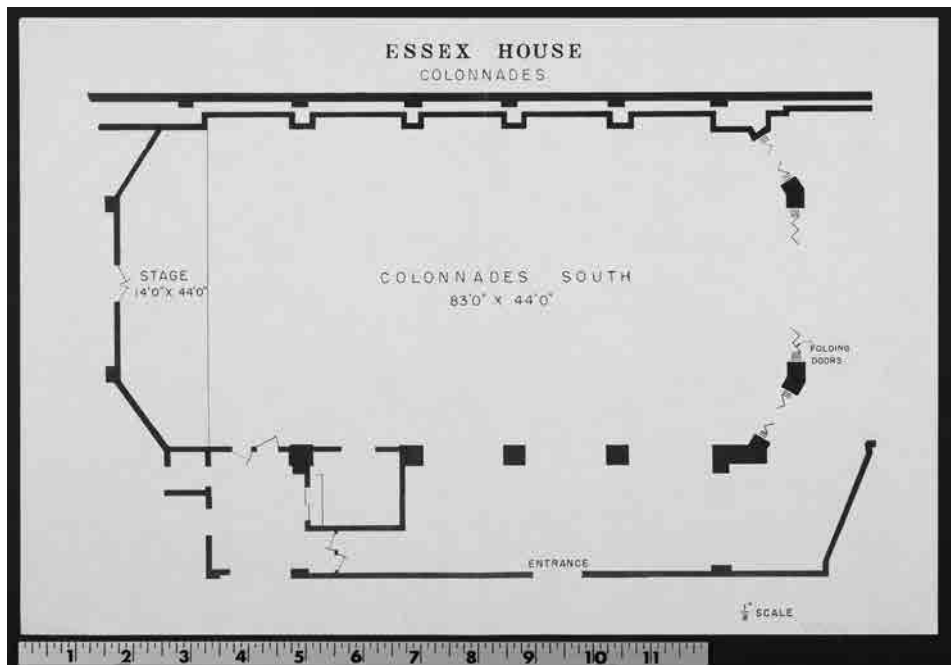 ESSEX HOUSE
COLONNADES
STAGE
14'0" X 44'0"
COLONNADES SOUTH
83'0" X 44'0"
FOLDING
DOORS
ENTRANCE
1/8" SCALE
1 2 3 4 5 6 7 8 9 10 11